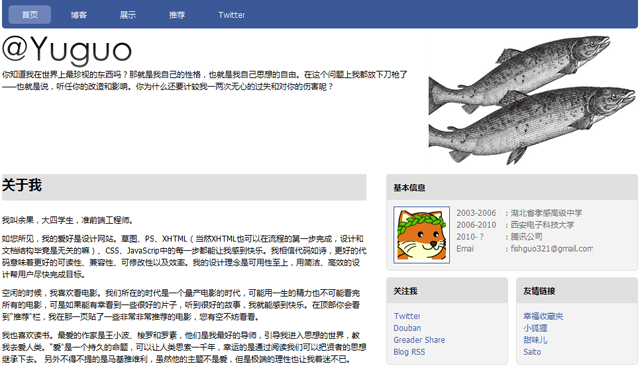 首页 博客 展示 推荐 Twitter
@Yuguo
你知道我在世界上最珍视的东西吗？那就是我自己的性格，也就是我自己思想的自由。在这个问题上我都放下刀枪了
——也就是说，听任你的改造和影响。你为什么还要计较我一两次无心的过失和对你的伤害呢？
关于我
我叫余果，大四学生，准前端工程师。
如您所见，我的爱好是设计网站。草图、PS、XHTML（当然XHTML也可以在流程的第一步完成，设计和
文档结构毕竟是无关的嘛）、CSS、JavaScrip中的每一步都能让我感到快乐。我相信代码如诗，更好的代
码意味着更好的可读性、兼容性、可修改性以及效率。我的设计理念是可用性至上，用简洁、高效的设
计帮用户尽快完成目标。
空闲的时候，我喜欢看电影。我们所在的时代是一个量产电影的时代，可能用一生的精力也不可能看完
所有的电影，可是如果能有幸看到一些很好的片子，听到很好的故事，我就能感到快乐。在顶部你会看
到"推荐"栏，我在那一页贴了一些非常非常推荐的电影，您有空不妨看看。
我也喜欢读书。最爱的作家是王小波、梭罗和罗素，他们是我最好的导师，引导我进入思想的世界，教
我去爱人类。"爱"是一个持久的命题，可以让人类思索一千年，幸运的是通过阅读我们可以把贤者的思想
继承下去。 另外不得不提的是马基雅维利，虽然他的主题不是爱，但是极端的理性也让我着迷不已。
基本信息
2003-2006 ：湖北省孝感高级中学
2006-2010 ：西安电子科技大学
2010-？ ：腾讯公司
Emai ：fishguo321@gmail.com
关注我
Twitter
Douban
Greader Share
Blog RSS
友情链接
幸福收藏夹
小狐狸
甜味儿
Saito